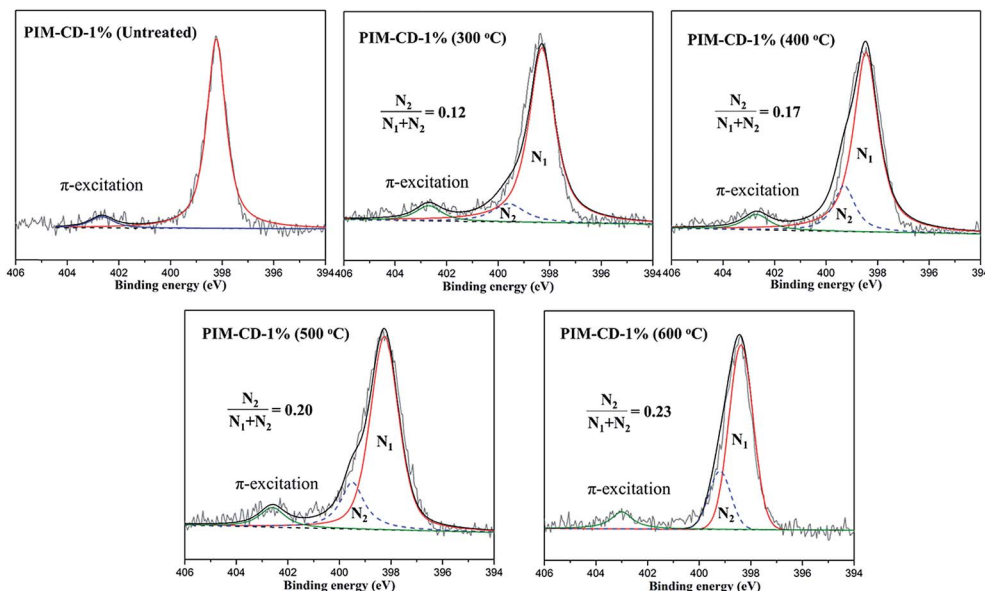 PIM-CD-1% (Untreated)
π-excitation
406 404 402 400 398 396 394
Binding energy (eV)
PIM-CD-1% (300 °C)
N₂
N₁+N₂
= 0.12
N₁
π-excitation
N₂
406 404 402 400 398 396 394
Binding energy (eV)
PIM-CD-1% (400 °C)
N₂
N₁+N₂
= 0.17
N₁
π-excitation
N₂
406 404 402 400 398 396 394
Binding energy (eV)
PIM-CD-1% (500 °C)
N₂
N₁+N₂
= 0.20
N₁
π-excitation
N₂
406 404 402 400 398 396 394
Binding energy (eV)
PIM-CD-1% (600 °C)
N₂
N₁+N₂
= 0.23
N₁
π-excitation
N₂
406 404 402 400 398 396 394
Binding energy (eV)